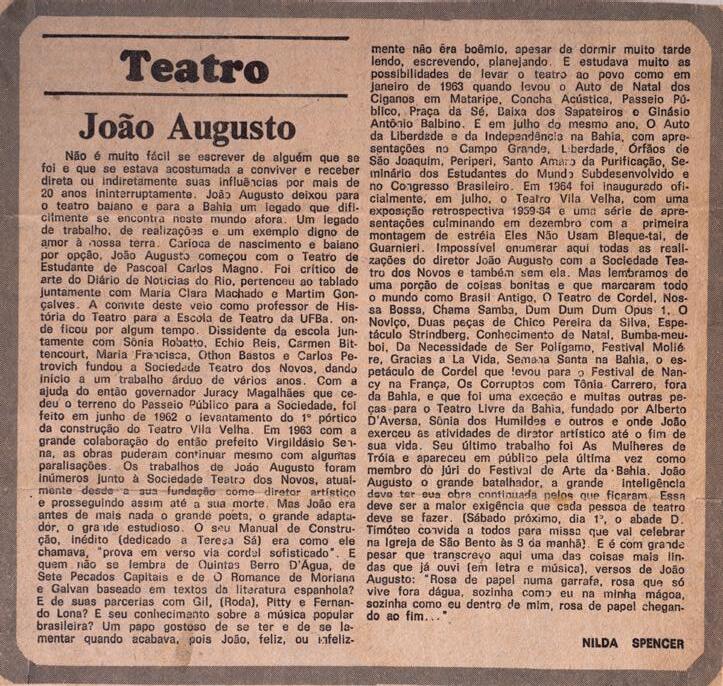 Teatro
João Augusto
Não é muito fácil se escrever de alguém que se
foi e que se estava acostumada a conviver e receber
direta ou indiretamente suas influências por mais de
20 anos ininterruptamente. João Augusto deixou para
o teatro baiano e para a Bahia um legado que difi-
cilmente se encontra neste mundo afora. Um legado
de trabalho, de realizações e um exemplo digno de
amor à nossa terra. Carioca de nascimento e baiano
por opção, João Augusto começou com o Teatro de
Estudante de Pascoal Carlos Magno. Foi crítico de
arte do Diário de Notícias do Rio, pertenceu ao tablado
juntamente com Maria Clara Machado e Martim Gon-
çalves. A convite deste veio como professor de His-
tória do Teatro para a Escola de Teatro da UFBa. on-
de ficou por algum tempo. Dissidente da escola jun-
tamente com Sônia Robatto, Echio Reis, Carmen Bit-
tencourt, Maria Francisca, Othon Bastos e Carlos Pe-
trovich fundou a Sociedade Teatro dos Novos, dando
início a um trabalho árduo de vários anos. Com a
ajuda do então governador Juracy Magalhães que ce-
deu o terreno do Passeio Público para a Sociedade, foi
feito em junho de 1962 o levantamento do 1º pórtico
da construção do Teatro Vila Velha. Em 1963 com a
grande colaboração do então prefeito Virgildásio Sen-
na, as obras puderam continuar mesmo com algumas
paralisações. Os trabalhos de João Augusto foram
inúmeros junto à Sociedade Teatro dos Novos, atual-
mente desde a sua fundação como diretor artístico
e prosseguindo assim até a sua morte. Mas João era
antes de mais nada o grande poeta, o grande adapta-
dor, o grande estudioso. O seu Manual de Constru-
ção, inédito (dedicado a Teresa Sá) era como ele
chamava, "prova em verso via cordel sofisticado". E
quem não se lembra de Quintas Berro D'Água, de
Sete Pecados Capitais e de O Romance de Moriana
e Galvan baseado em textos da literatura espanhola?
E de suas parcerias com Gil, (Roda), Pitty e Fernan-
do Lona? E seu conhecimento sobre a música popular
brasileira? Um papo gostoso de se ter e de se la-
mentar quando acabava, pois João, feliz, ou infeliz-
mente não êra boêmio, apesar de dormir muito tarde
lendo, escrevendo, planejando. E estudava muito as
possibilidades de levar o teatro ao povo como em
janeiro de 1963 quando levou o Auto de Natal dos
Ciganos em Mataripe, Concha Acústica, Passeio Pú-
blico, Praça da Sé, Baixa dos Sapateiros e Ginásio
Antônio Balbino. E em julho do mesmo ano, O Auto
da Liberdade e da Independência na Bahia, com apre-
sentações no Campo Grande, Liberdade, Órfãos de
São Joaquim, Periperi, Santo Amaro da Purificação, Se-
minário dos Estudantes do Mundo Subdesenvolvido e
no Congresso Brasileiro. Em 1964 foi inaugurado ofi-
cialmente, em julho, o Teatro Vila Velha, com uma
exposição retrospectiva 1959-64 e uma série de apre-
sentações culminando em dezembro com a primeira
montagem de estréia Eles Não Usam Bleque-tai, de
Guarnieri. Impossível enumerar aqui todas as reali-
zações do diretor João Augusto com a Sociedade Tea-
tro dos Novos e também sem ela. Mas lembramos de
uma porção de coisas bonitas e que marcaram todo
o mundo como Brasil Antigo, O Teatro de Cordel, Nos-
sa Bossa, Chama Samba, Dum Dum Dum Opus 1, O
Noviço, Duas peças de Chico Pereira da Silva, Espe-
táculo Strindberg, Conhecimento de Natal, Bumba-meu-
boi, Da Necessidade de Ser Polígamo, Festival Moliè-
re, Gracias a La Vida, Semana Santa na Bahia, o es-
petáculo de Cordel que levou para o Festival de Nan-
cy na França, Os Corruptos com Tônia Carrero, fora
da Bahia, e que foi uma exceção e muitas outras pe-
ças para o Teatro Livre da Bahia, fundado por Alberto
D'Aversa, Sônia dos Humildes e outros e onde João
exerceu as atividades de diretor artístico até o fim de
sua vida. Seu último trabalho foi As Mulheres de
Tróia e apareceu em público pela última vez como
membro do júri do Festival de Arte da Bahia. João
Augusto o grande batalhador, a grande inteligência
deve ter sua obra continuada pelos que ficaram. Essa
deve ser a maior exigência que cada pessoa de teatro
deve se fazer. (Sábado próximo, dia 1º, o abade D.
Timóteo convida a todos para missa que vai celebrar
na Igreja de São Bento às 9 da manhã). E é com grande
pesar que transcrevo aqui uma das coisas mais lin-
das que já ouvi (em letra e música), versos de João
Augusto: "Rosa de papel numa garrafa, rosa que só
vive fora dágua, sozinha como eu na minha mágoa,
sozinha como eu dentro de mim, rosa de papel chegan-
do ao fim..."
NILDA SPENCER